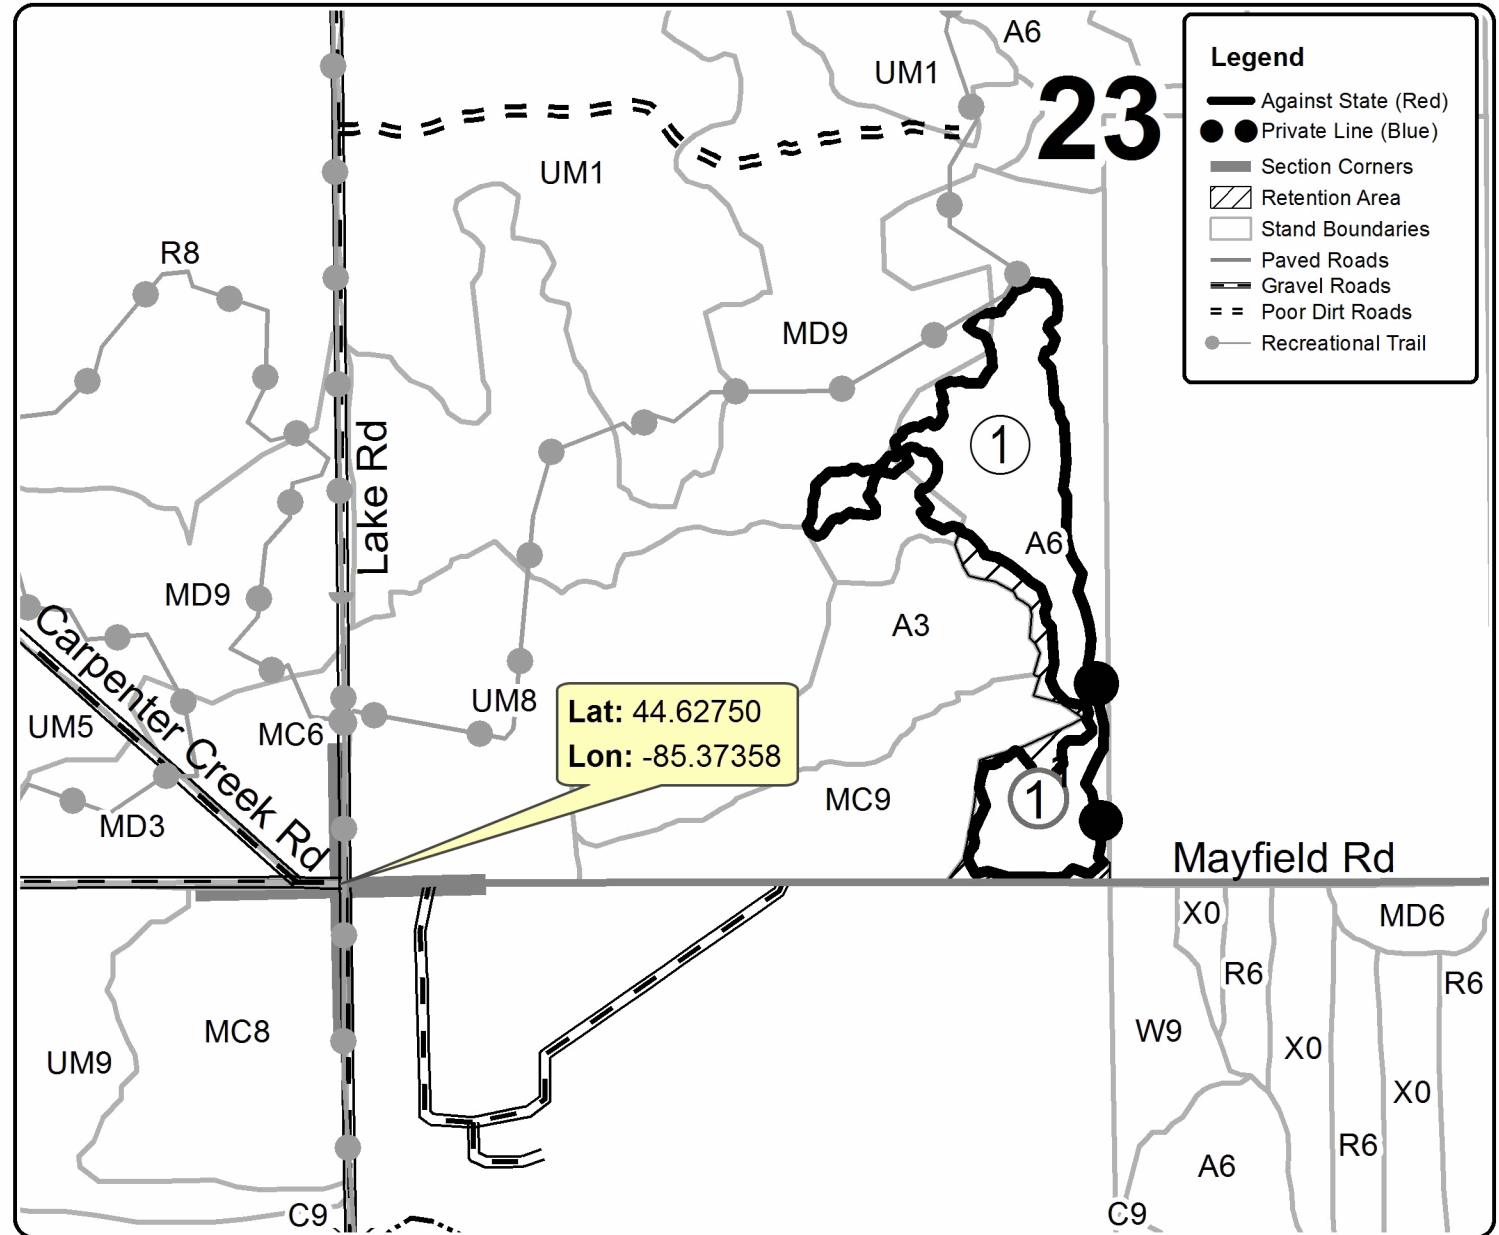 A6
UM1
23
UM1
R8
MD9
Lake Rd
1
A6
MD9
A3
Carpenter Creek Rd
UM5
MC6
UM8
Lat: 44.62750
Lon: -85.37358
MD3
MC9
1
Mayfield Rd
X0
MD6
R6
R6
W9
X0
MC8
UM9
X0
R6
A6
C9
C9
Legend
Against State (Red)
Private Line (Blue)
Section Corners
Retention Area
Stand Boundaries
Paved Roads
Gravel Roads
Poor Dirt Roads
Recreational Trail